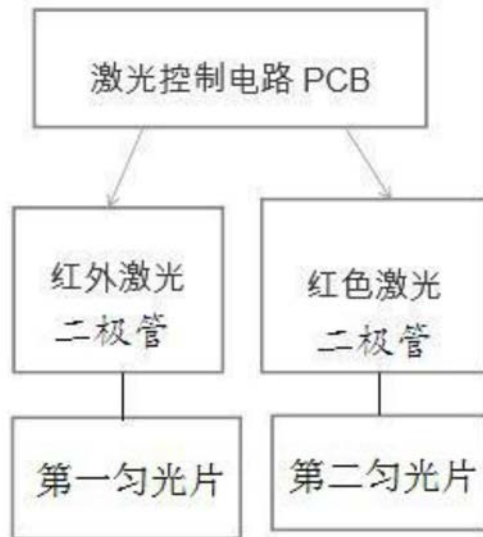 激光控制电路 PCB
红外激光
二极管
红色激光
二极管
第一匀光片
第二匀光片